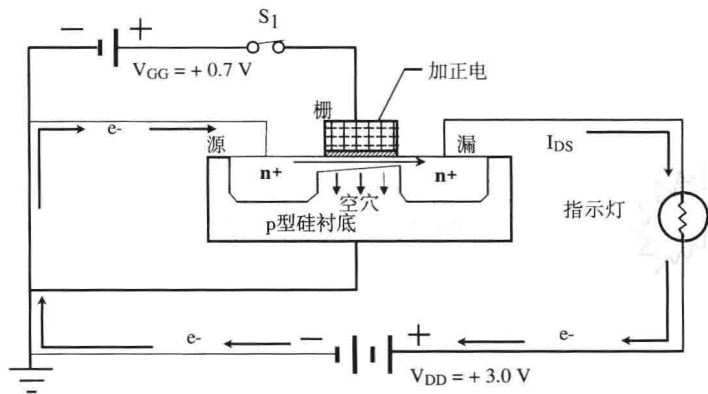 S1
− +
VGG = + 0.7 V
栅
加正电
e-
源
漏
IDS
n+
n+
空穴
p型硅衬底
指示灯
e-
− +
e-
VDD = + 3.0 V